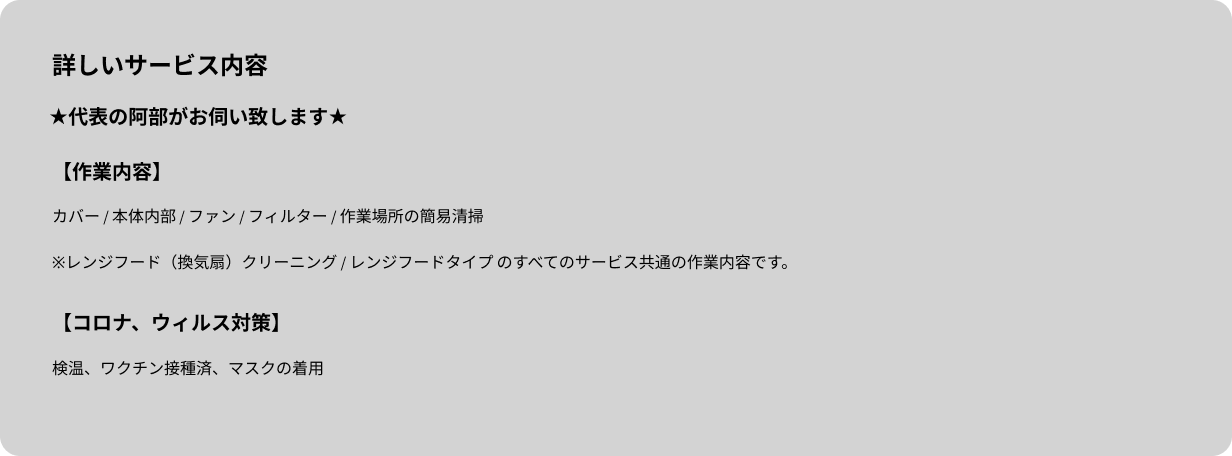 詳しいサービス内容
★代表の阿部がお伺い致します★
【作業内容】
カバー / 本体内部 / ファン / フィルター / 作業場所の簡易清掃
※レンジフード（換気扇）クリーニング / レンジフードタイプ のすべてのサービス共通の作業内容です。
【コロナ、ウィルス対策】
検温、ワクチン接種済、マスクの着用